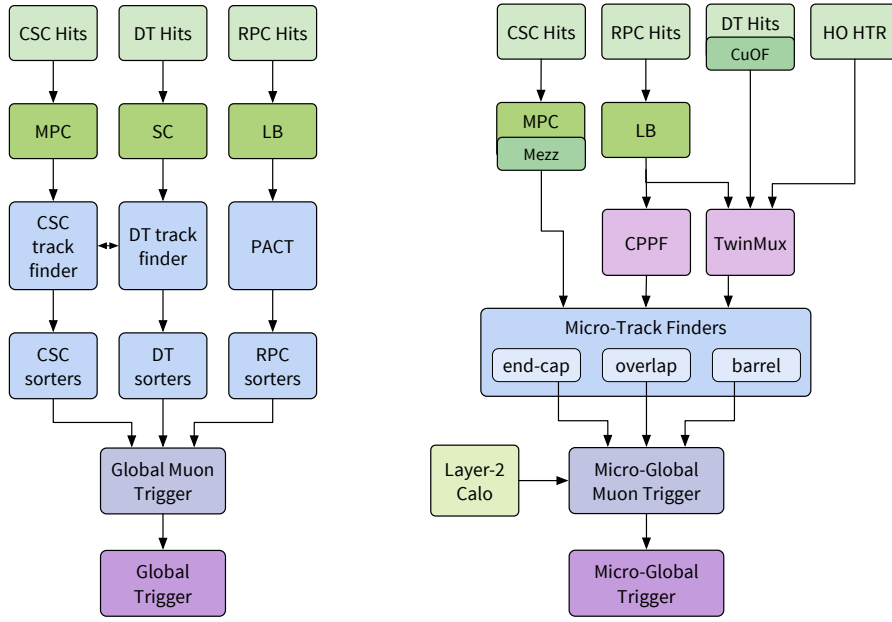 CSC Hits
DT Hits
RPC Hits
MPC
SC
LB
CSC
track
finder
DT track
finder
PACT
CSC
sorters
DT
sorters
RPC
sorters
Global Muon
Trigger
Global
Trigger
CSC Hits
RPC Hits
DT Hits
CuOF
HO HTR
MPC
Mezz
LB
CPPF
TwinMux
Micro-Track Finders
end-cap
overlap
barrel
Layer-2
Calo
Micro-Global
Muon Trigger
Micro-Global
Trigger